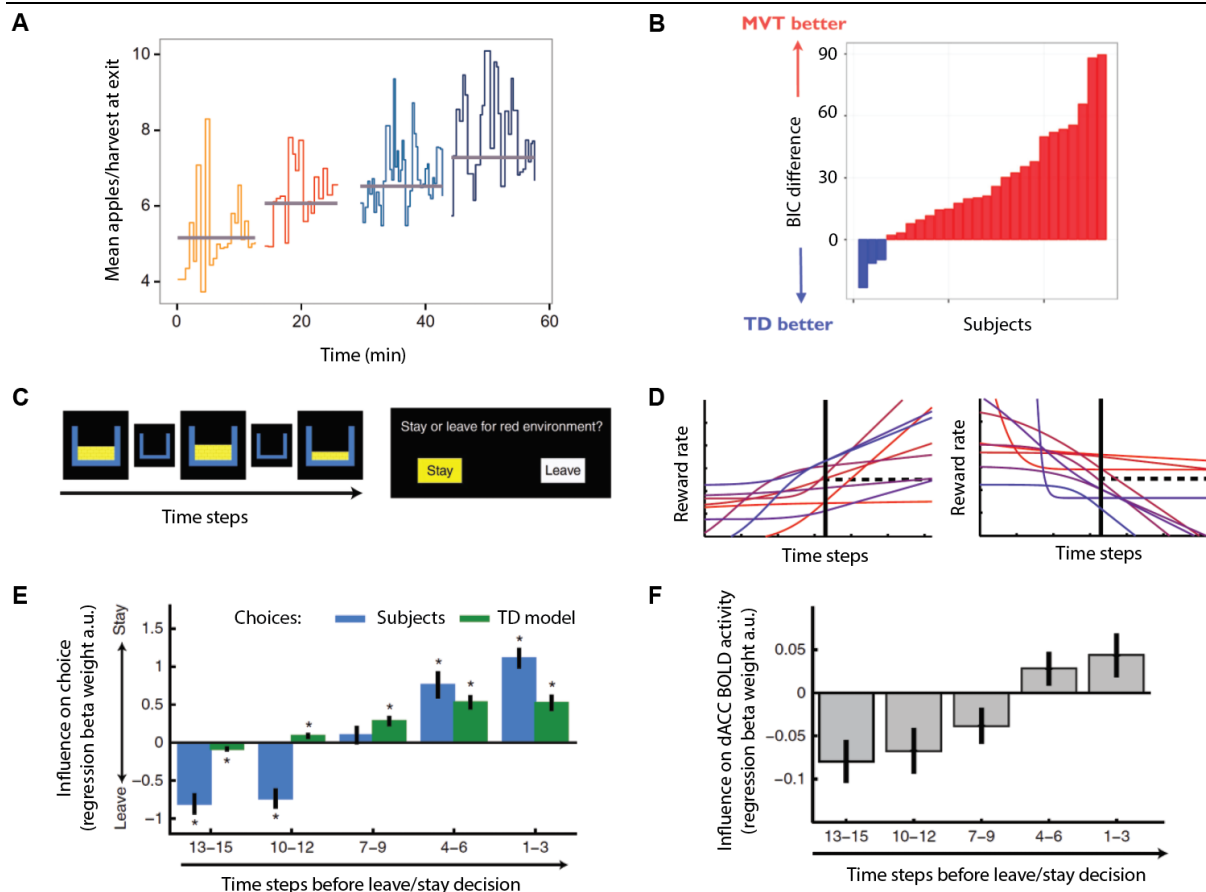 A
Mean apples/harvest at exit
10
8
6
4
0
20
40
60
Time (min)
B
MVT better
BIC difference
90
60
30
0
TD better
Subjects
C
Time steps
Stay or leave for red environment?
Stay
Leave
D
Reward rate
Time steps
Reward rate
Time steps
E
Influence on choice
(regression beta weight a.u.)
Leave
Stay
Choices:
Subjects
TD model
1.5
1
0.5
0
−0.5
−1
*
*
*
*
*
*
*
*
13–15
10–12
7–9
4–6
1–3
Time steps before leave/stay decision
F
Influence on dACC BOLD activity
(regression beta weight a.u.)
0.05
0
-0.05
-0.1
13–15
10–12
7–9
4–6
1–3
Time steps before leave/stay decision